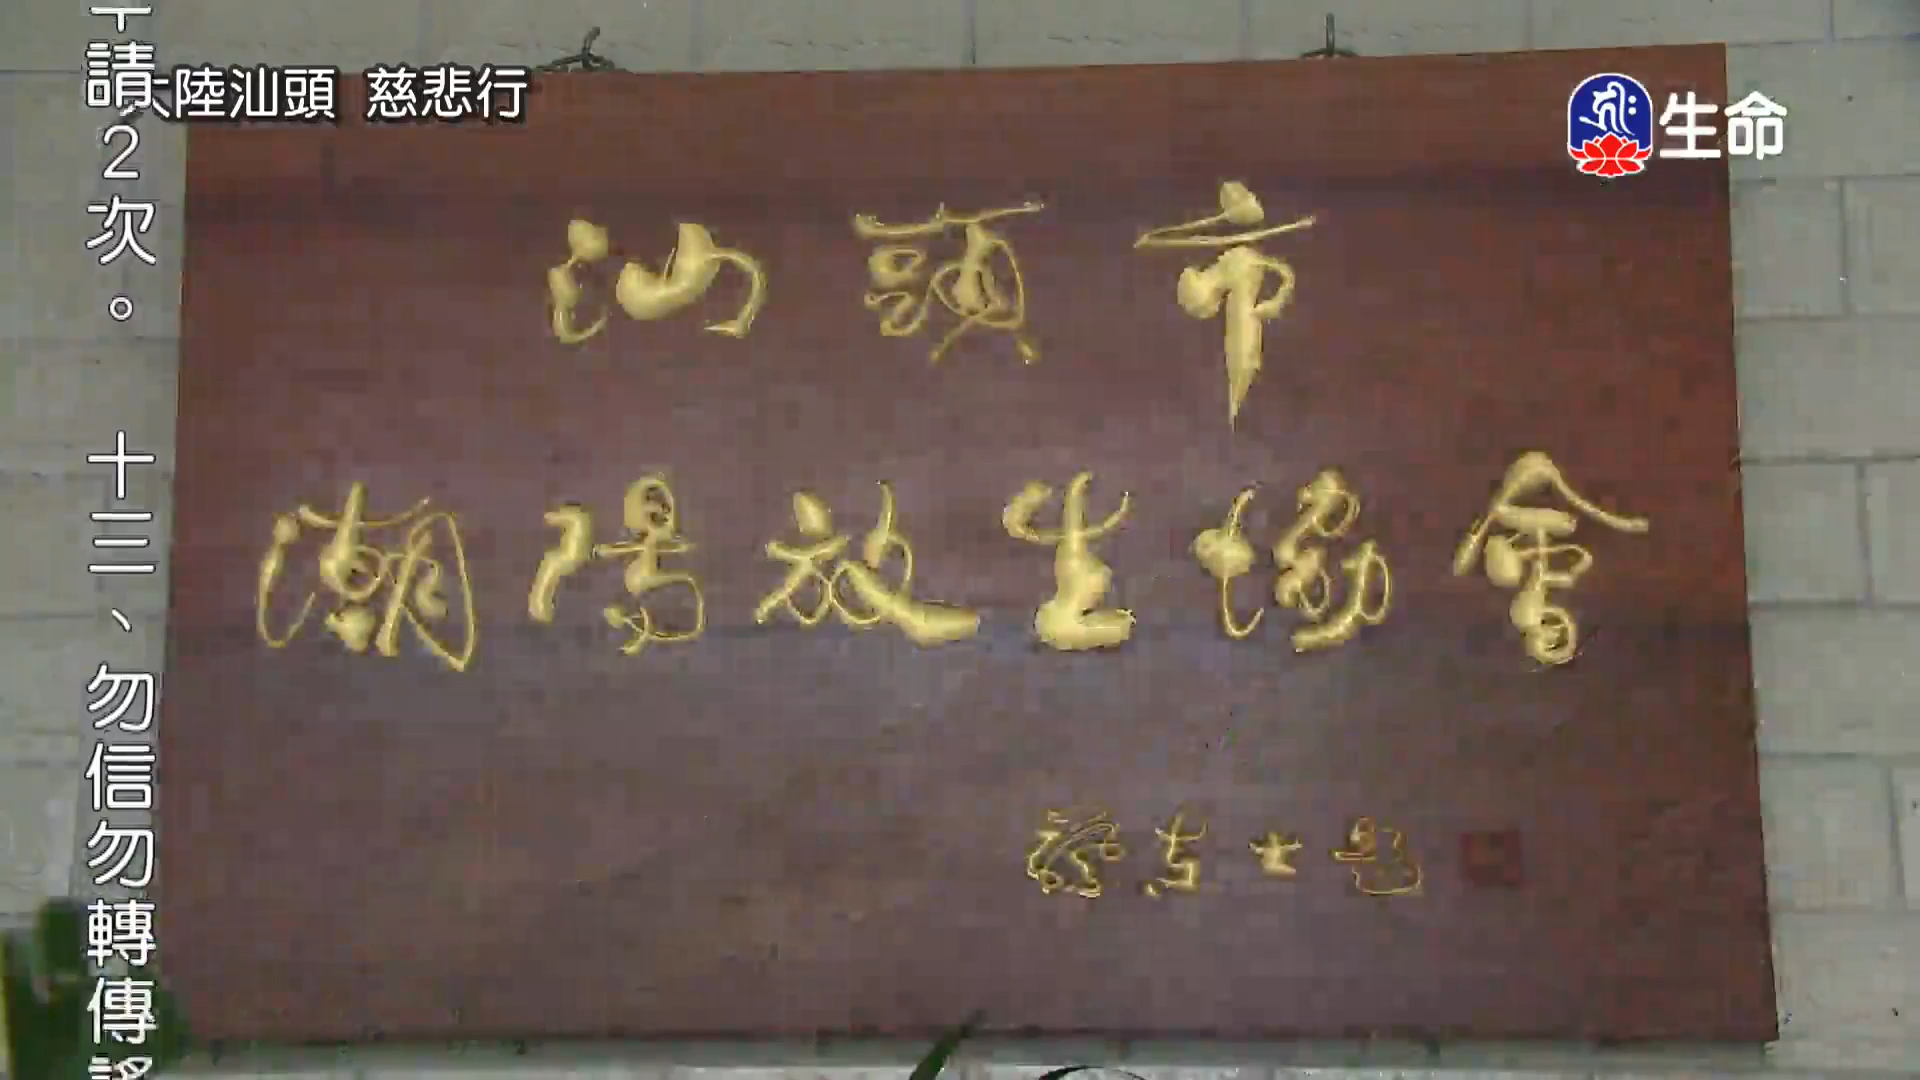 大陸汕頭 慈悲行
生命
請2次。 十三、勿信勿轉傳
汕頭市
潮陽放生協會